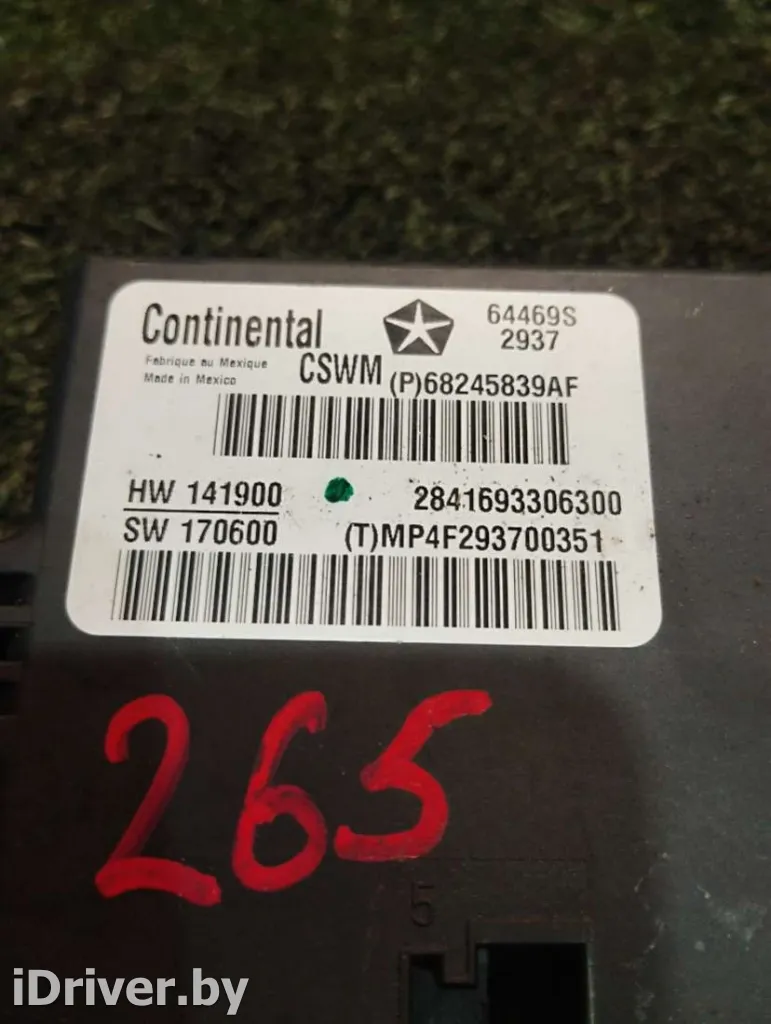 Continental
64469S
2937
Fabrique au Mexique
Made in Mexico
CSWM (P)68245839AF
HW 141900
2841693306300
SW 170600
(T)MP4F293700351
265
5
iDriver.by